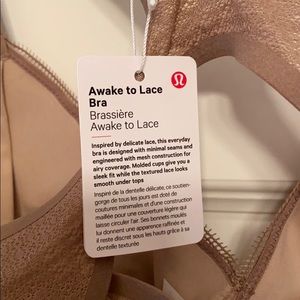 Awake to Lace
Bra
Brassière
Awake to Lace
Inspired by delicate lace, this everyday
bra is designed with minimal seams and
engineered with mesh construction for
airy coverage. Molded cups give you a
sleek fit while the textured lace looks
smooth under tops
Inspiré de la dentelle délicate, ce soutien-
gorge de tous les jours est doté de
coutures minimales et d'une construction
maillée pour une couverture légère qui
laisse circuler l'air. Ses bonnets moulés
lui donnent une apparence raffinée et
il reste discret sous les hauts grâce à sa
dentelle texturée